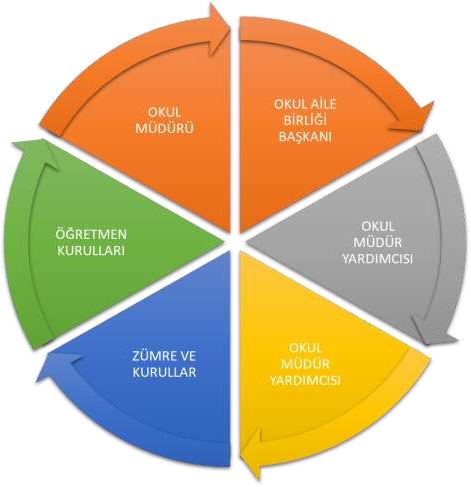 OKUL
MÜDÜRÜ
OKUL AİLE
BİRLİĞİ
BAŞKANI
OKUL
MÜDÜR
YARDIMCISI
OKUL
MÜDÜR
YARDIMCISI
ZÜMRE VE
KURULLAR
ÖĞRETMEN
KURULLARI